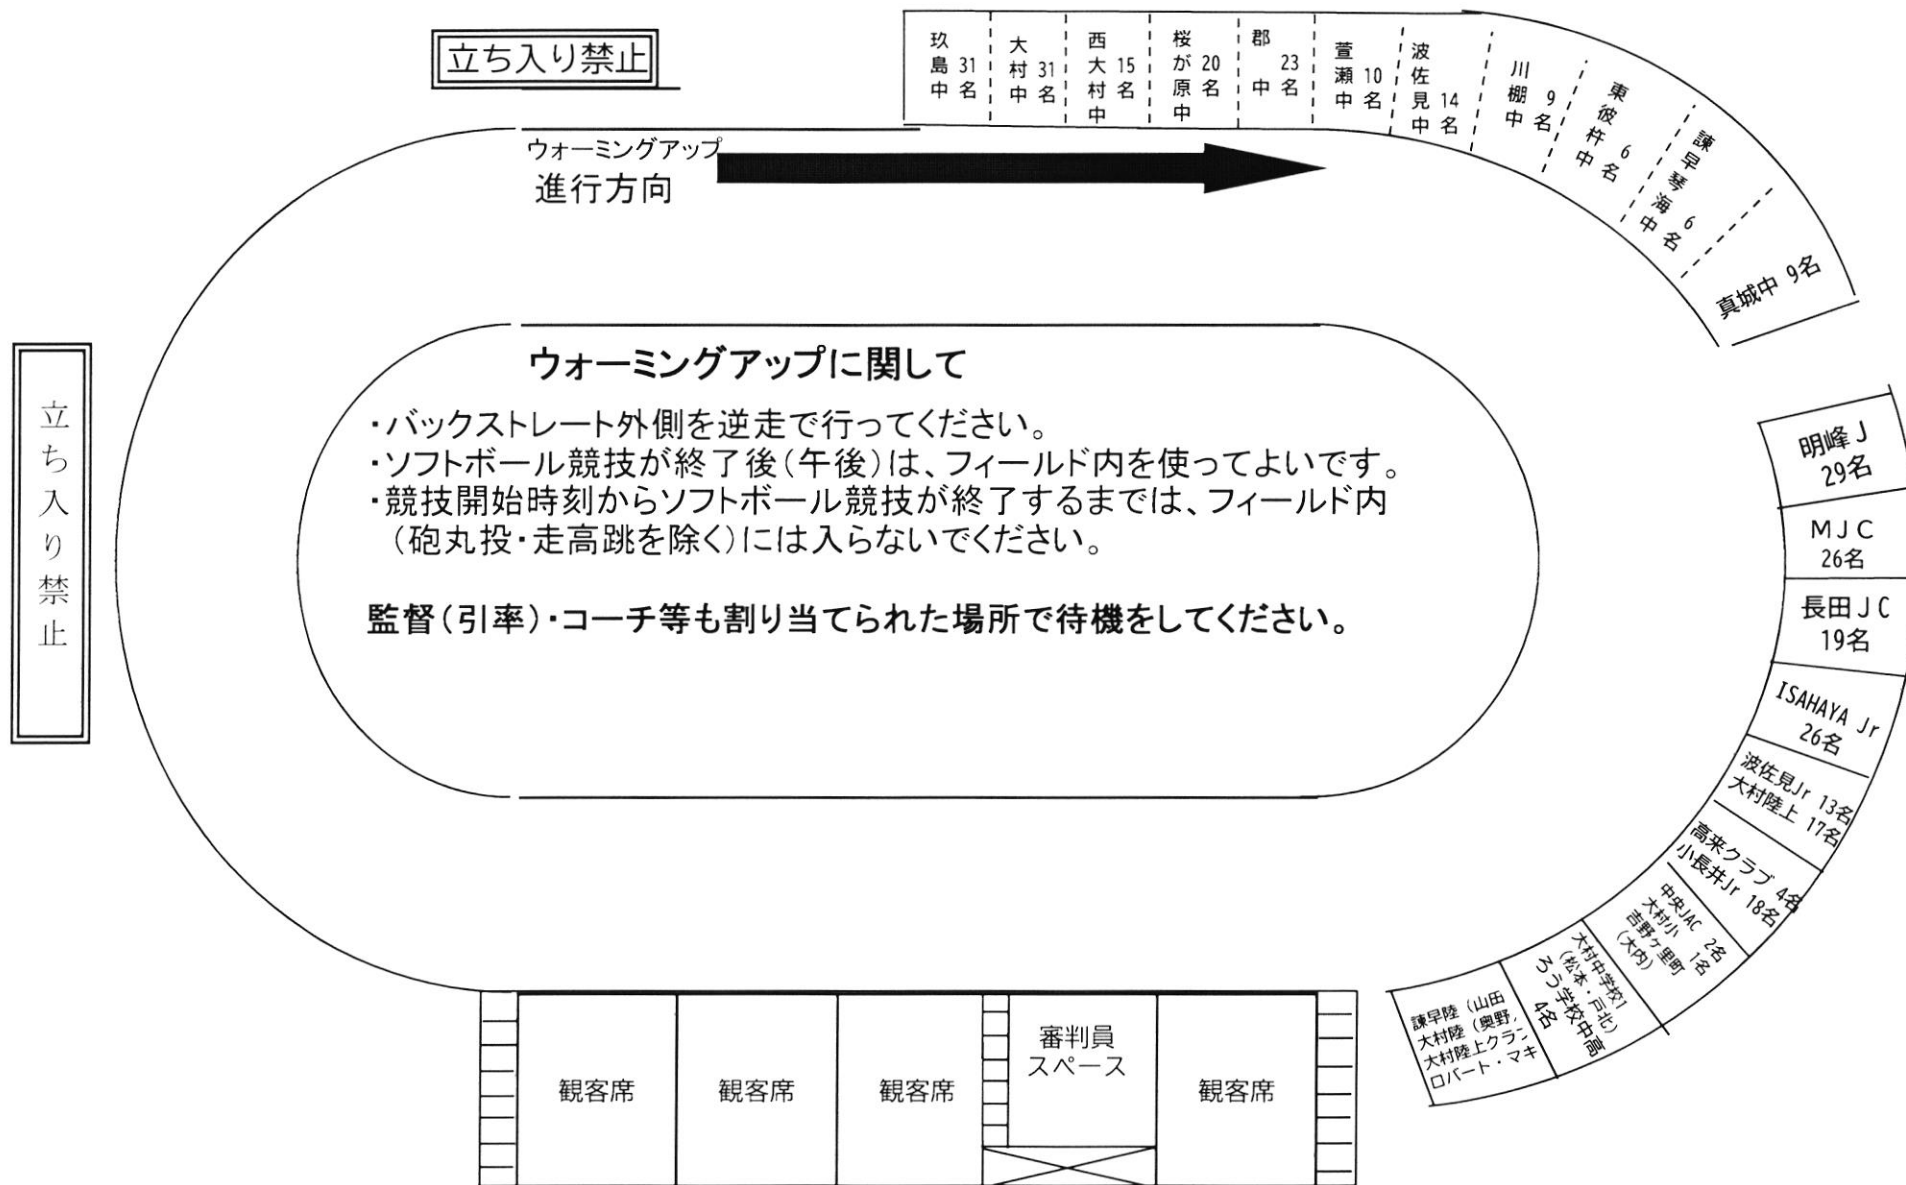 立ち入り禁止
玖島中 31名
大村中 31名
西大村中 15名
桜が原中 20名
郡中 23名
萱瀬中 10名
波佐見中 14名
川棚中 9名
東彼杵中 6名
諫早琴海中 6名
真城中 9名
ウォーミングアップ
進行方向
立ち入り禁止
ウォーミングアップに関して
・バックストレート外側を逆走で行ってください。
・ソフトボール競技が終了後(午後)は、フィールド内を使ってよいです。
・競技開始時刻からソフトボール競技が終了するまでは、フィールド内
(砲丸投・走高跳を除く)には入らないでください。
監督(引率)・コーチ等も割り当てられた場所で待機をしてください。
明峰J
29名
MJC
26名
長田JC
19名
ISAHAYA Jr
26名
波佐見Jr 13名
大村陸上 17名
高来クラブ 4名
小長井Jr 18名
中央JAC 2名
大村小 1名
吉野ケ里町
(大内)
大村中学校
(松本・戸北)
ろう学校中高
4名
諫早陸(山田
大村陸(奥野
大村陸上クラ
ロバート・マキ
観客席
観客席
観客席
審判員
スペース
観客席